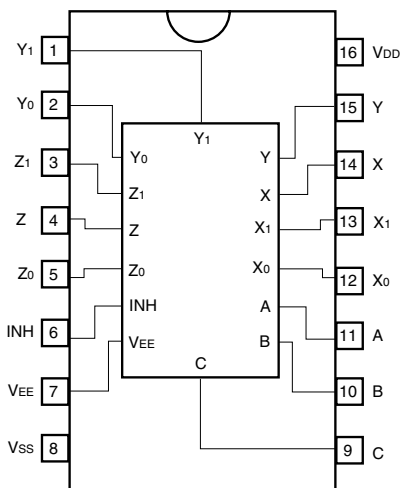 Y1 1
Y0 2
Z1 3
Z 4
Z0 5
INH 6
VEE 7
VSS 8
16 VDD
15 Y
14 X
13 X1
12 X0
11 A
10 B
9 C
Y1
Y0
Z1
Z
Z0
INH
VEE
Y
X
X1
X0
A
B
C